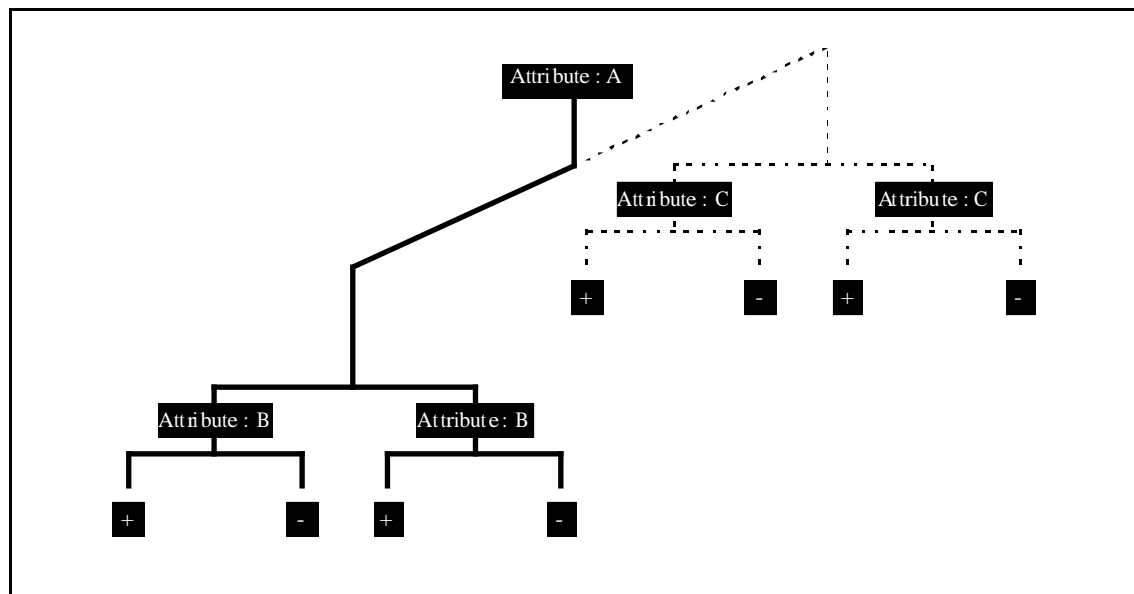 Attribute : A
Attribute : C Attribute : C
+ - + -
Attribute : B Attribute : B
+ - + -